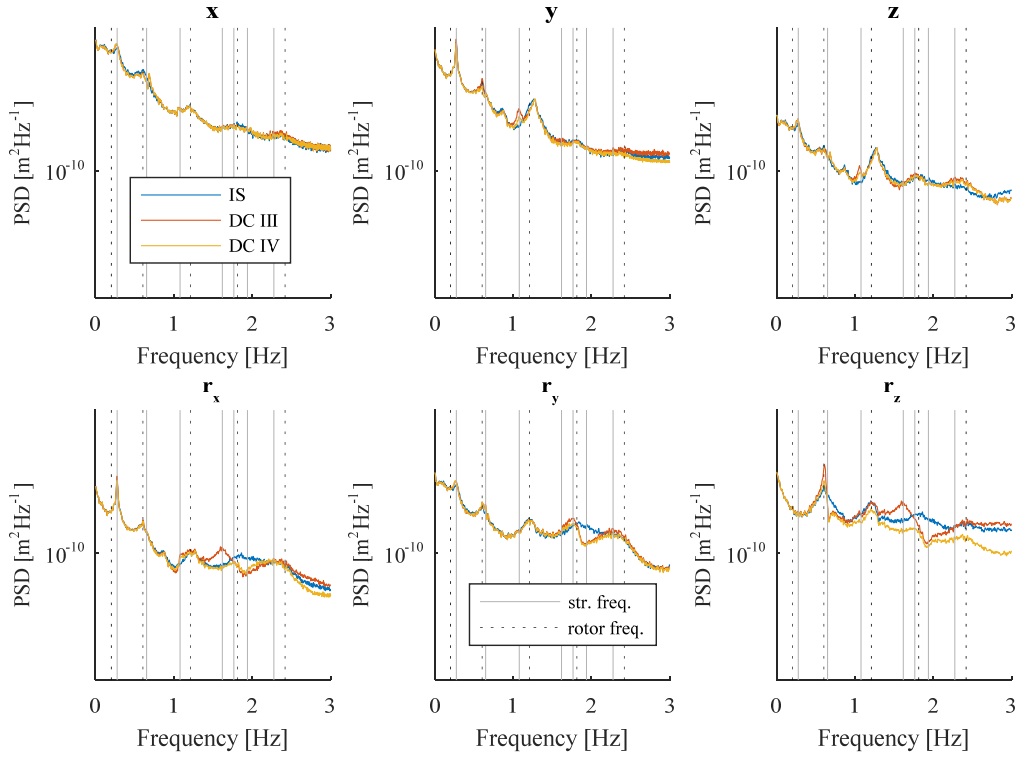 x
y
z
PSD [m²Hz⁻¹]
10⁻¹⁰
IS
DC III
DC IV
0 1 2 3
Frequency [Hz]
PSD [m²Hz⁻¹]
10⁻¹⁰
0 1 2 3
Frequency [Hz]
PSD [m²Hz⁻¹]
10⁻¹⁰
0 1 2 3
Frequency [Hz]
rₓ
r_y
r_z
PSD [m²Hz⁻¹]
10⁻¹⁰
0 1 2 3
Frequency [Hz]
PSD [m²Hz⁻¹]
10⁻¹⁰
str. freq.
rotor freq.
0 1 2 3
Frequency [Hz]
PSD [m²Hz⁻¹]
10⁻¹⁰
0 1 2 3
Frequency [Hz]